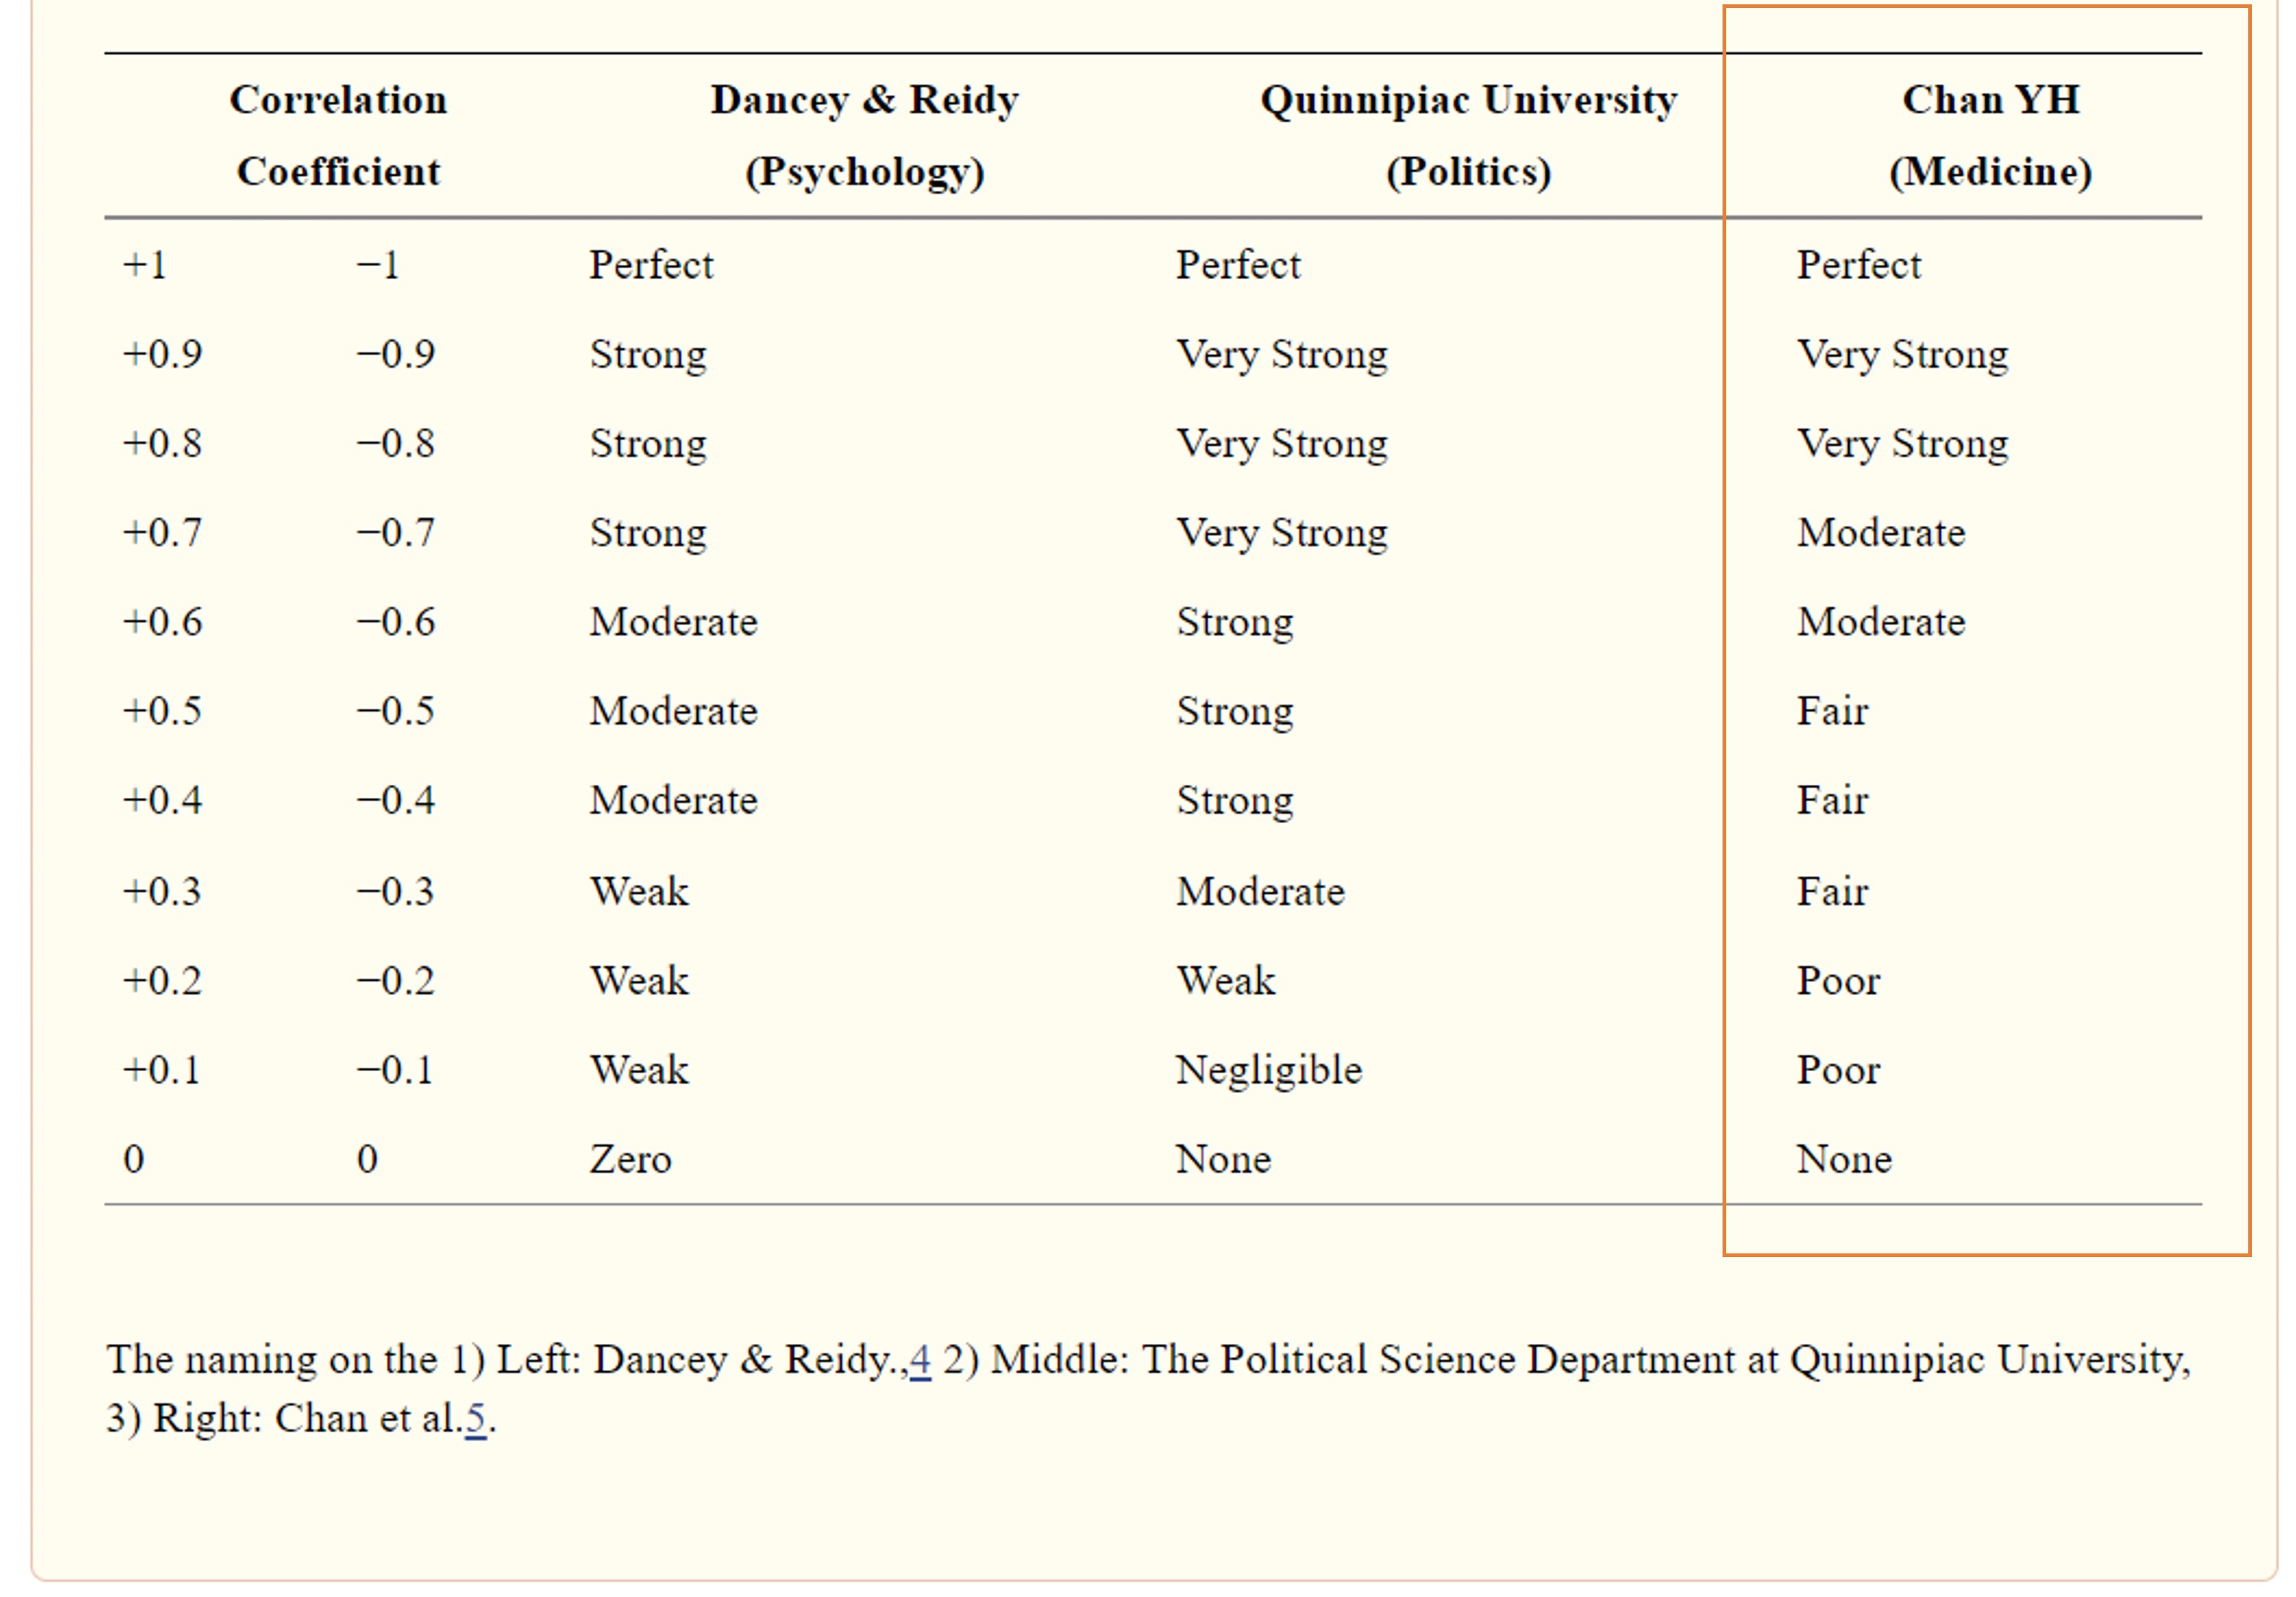 Correlation Coefficient Dancey & Reidy (Psychology) Quinnipiac University (Politics) Chan YH (Medicine)
+1 −1 Perfect Perfect Perfect
+0.9 −0.9 Strong Very Strong Very Strong
+0.8 −0.8 Strong Very Strong Very Strong
+0.7 −0.7 Strong Very Strong Moderate
+0.6 −0.6 Moderate Strong Moderate
+0.5 −0.5 Moderate Strong Fair
+0.4 −0.4 Moderate Strong Fair
+0.3 −0.3 Weak Moderate Fair
+0.2 −0.2 Weak Weak Poor
+0.1 −0.1 Weak Negligible Poor
0 0 Zero None None
The naming on the 1) Left: Dancey & Reidy.,4 2) Middle: The Political Science Department at Quinnipiac University,
3) Right: Chan et al.5.